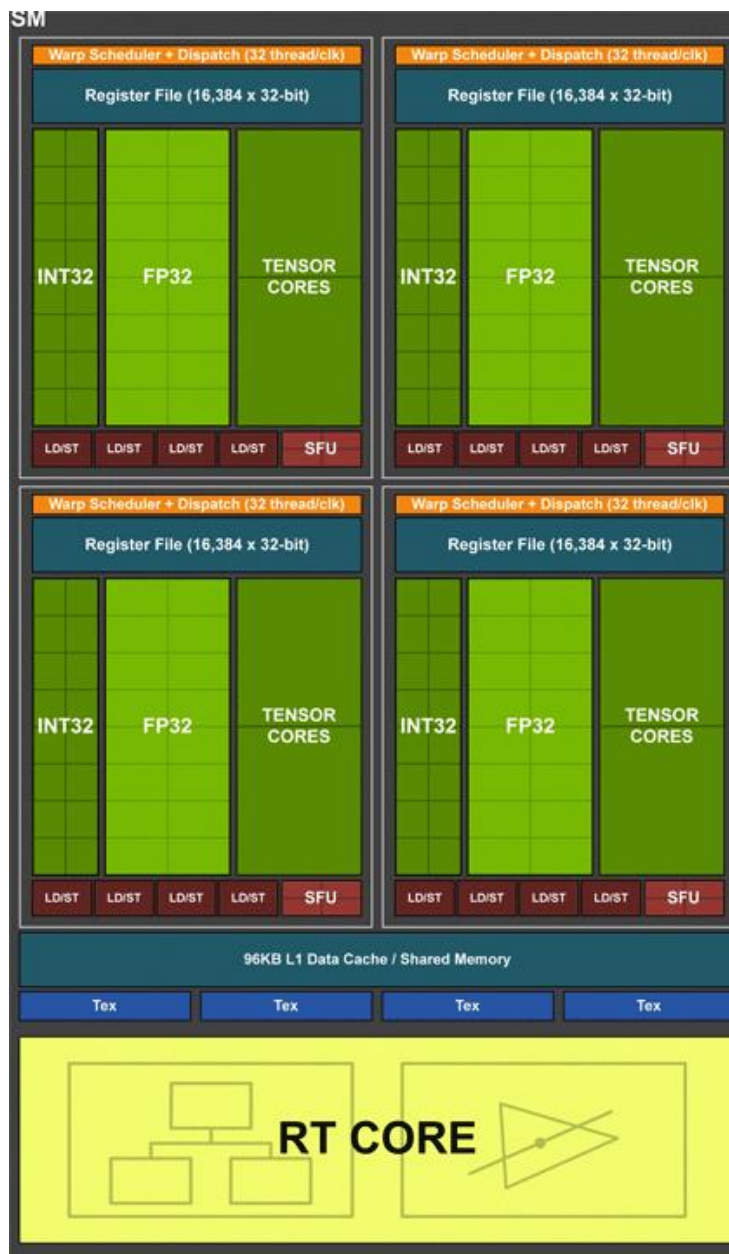 SM
Warp Scheduler + Dispatch (32 thread/clk)
Register File (16,384 x 32-bit)
INT32
FP32
TENSOR
CORES
LD/ST
LD/ST
LD/ST
LD/ST
SFU
Warp Scheduler + Dispatch (32 thread/clk)
Register File (16,384 x 32-bit)
INT32
FP32
TENSOR
CORES
LD/ST
LD/ST
LD/ST
LD/ST
SFU
Warp Scheduler + Dispatch (32 thread/clk)
Register File (16,384 x 32-bit)
INT32
FP32
TENSOR
CORES
LD/ST
LD/ST
LD/ST
LD/ST
SFU
Warp Scheduler + Dispatch (32 thread/clk)
Register File (16,384 x 32-bit)
INT32
FP32
TENSOR
CORES
LD/ST
LD/ST
LD/ST
LD/ST
SFU
96KB L1 Data Cache / Shared Memory
Tex
Tex
Tex
Tex
RT CORE